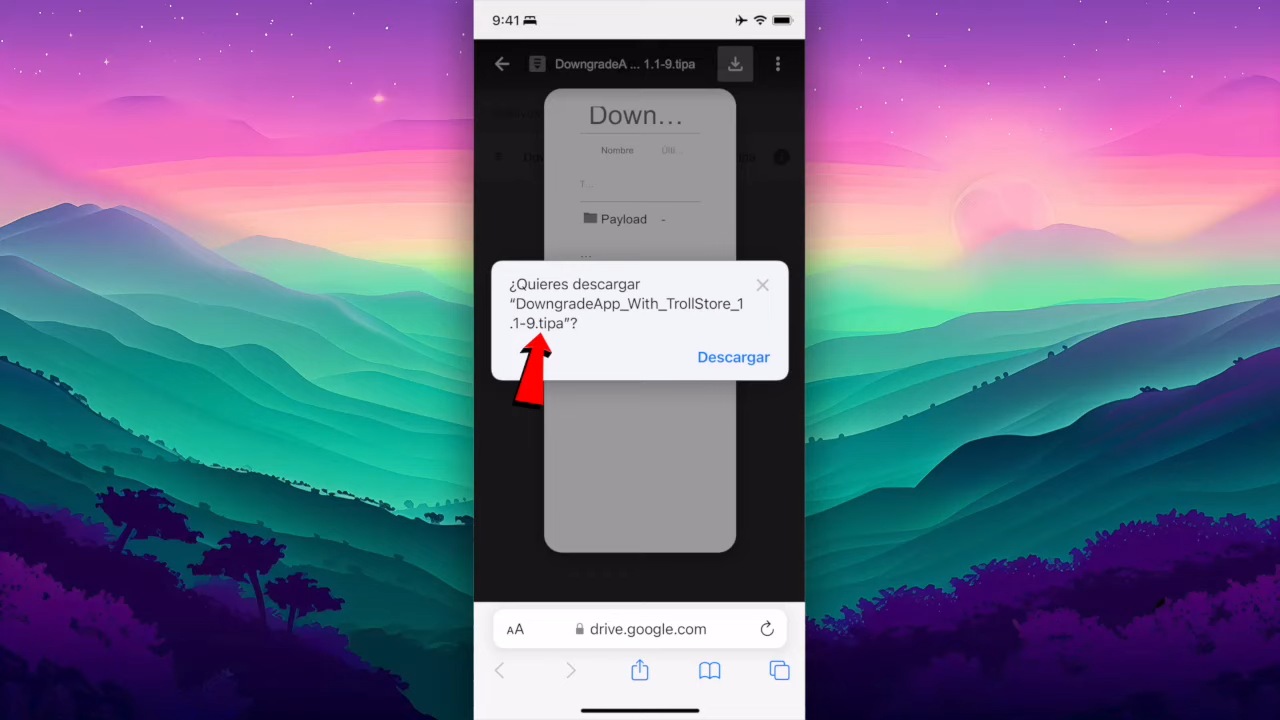 9:41
DowngradeA ... 1.1-9.tipa
Down...
Nombre Últi...
T...
Payload -
...
¿Quieres descargar
“DowngradeApp_With_TrollStore_1
.1-9.tipa”?
Descargar
AA drive.google.com